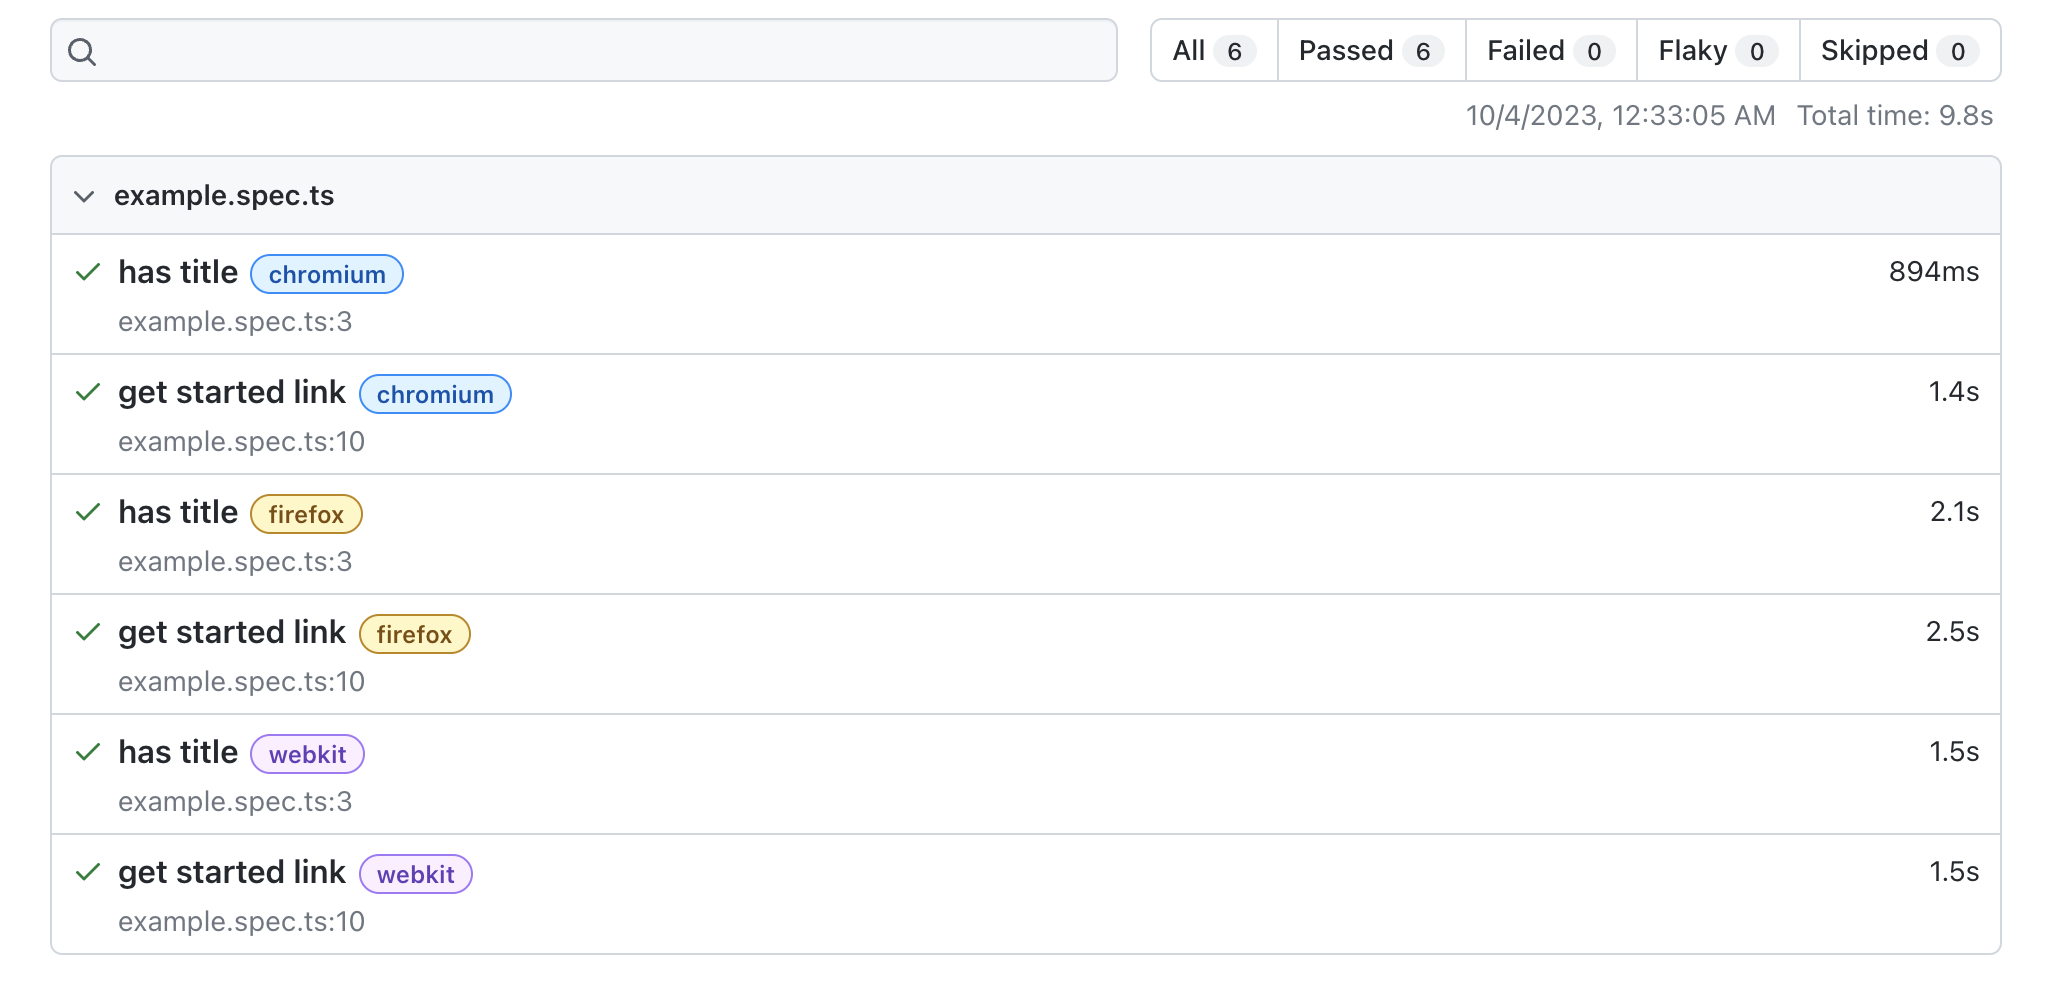 All 6 Passed 6 Failed 0 Flaky 0 Skipped 0
10/4/2023, 12:33:05 AM Total time: 9.8s
example.spec.ts
has title chromium 894ms
example.spec.ts:3
get started link chromium 1.4s
example.spec.ts:10
has title firefox 2.1s
example.spec.ts:3
get started link firefox 2.5s
example.spec.ts:10
has title webkit 1.5s
example.spec.ts:3
get started link webkit 1.5s
example.spec.ts:10